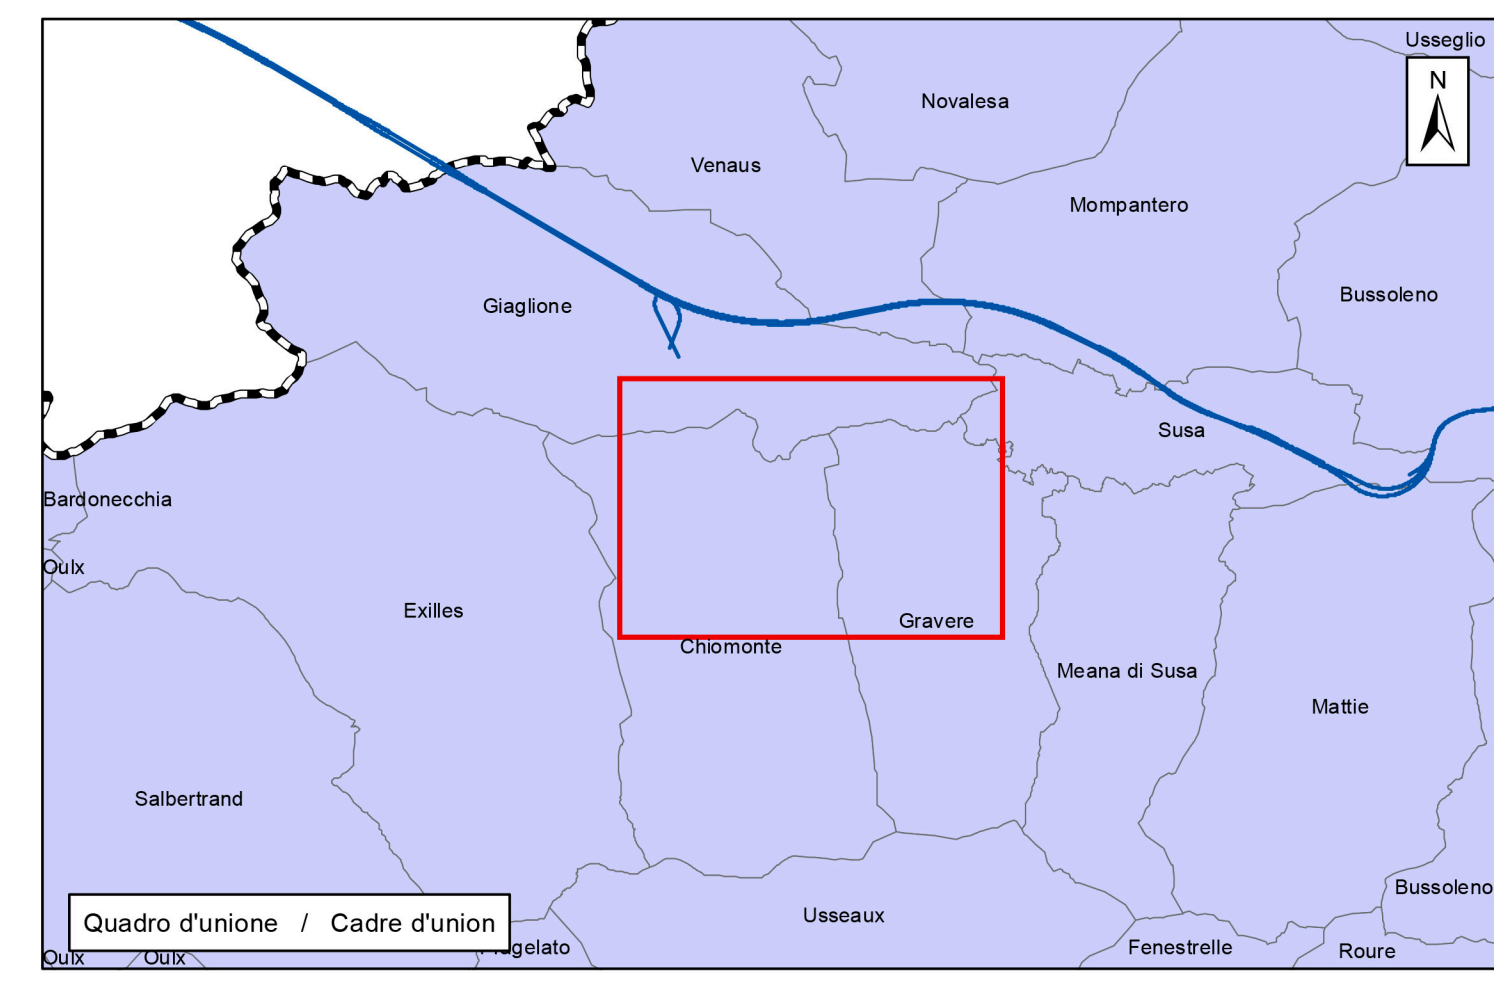 Usseglio
N
Novalesa
Venaus
Mompantero
Bussoleno
Giaglione
Susa
Bardonecchia
Oulx
Exilles
Gravere
Chiomonte
Meana di Susa
Mattie
Salbertrand
Bussoleno
Usseaux
Quadro d'unione / Cadre d'union
Fenestrelle
Roure
Oulx
Oulx